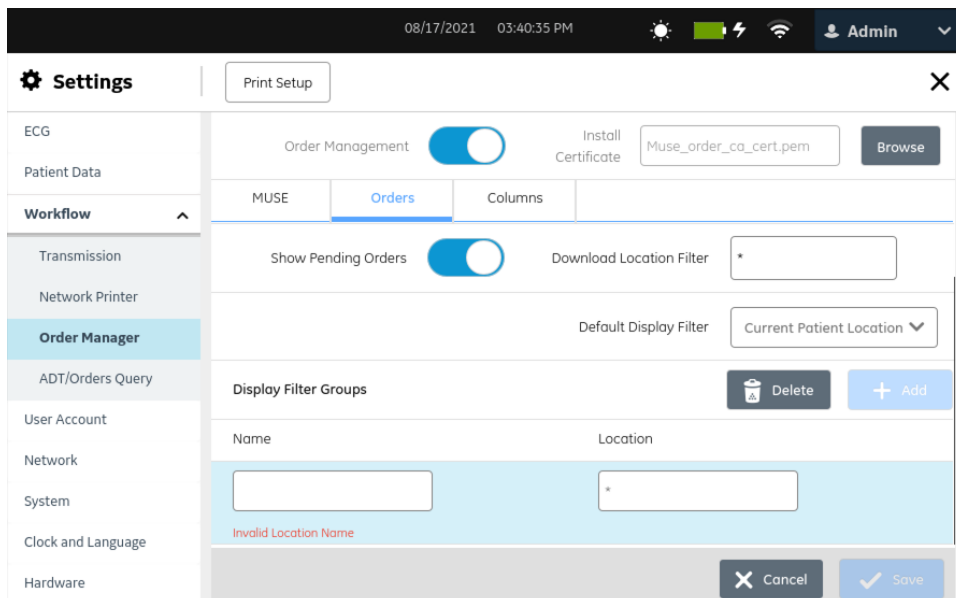 08/17/2021 03:40:35 PM Admin
Settings
Print Setup
ECG
Patient Data
Workflow
Transmission
Network Printer
Order Manager
ADT/Orders Query
User Account
Network
System
Clock and Language
Hardware
Order Management
Install
Certificate
Muse_order_ca_cert.pem
Browse
MUSE Orders Columns
Show Pending Orders
Download Location Filter
*
Default Display Filter
Current Patient Location
Display Filter Groups
Delete
+ Add
Name Location
*
Invalid Location Name
Cancel
Save